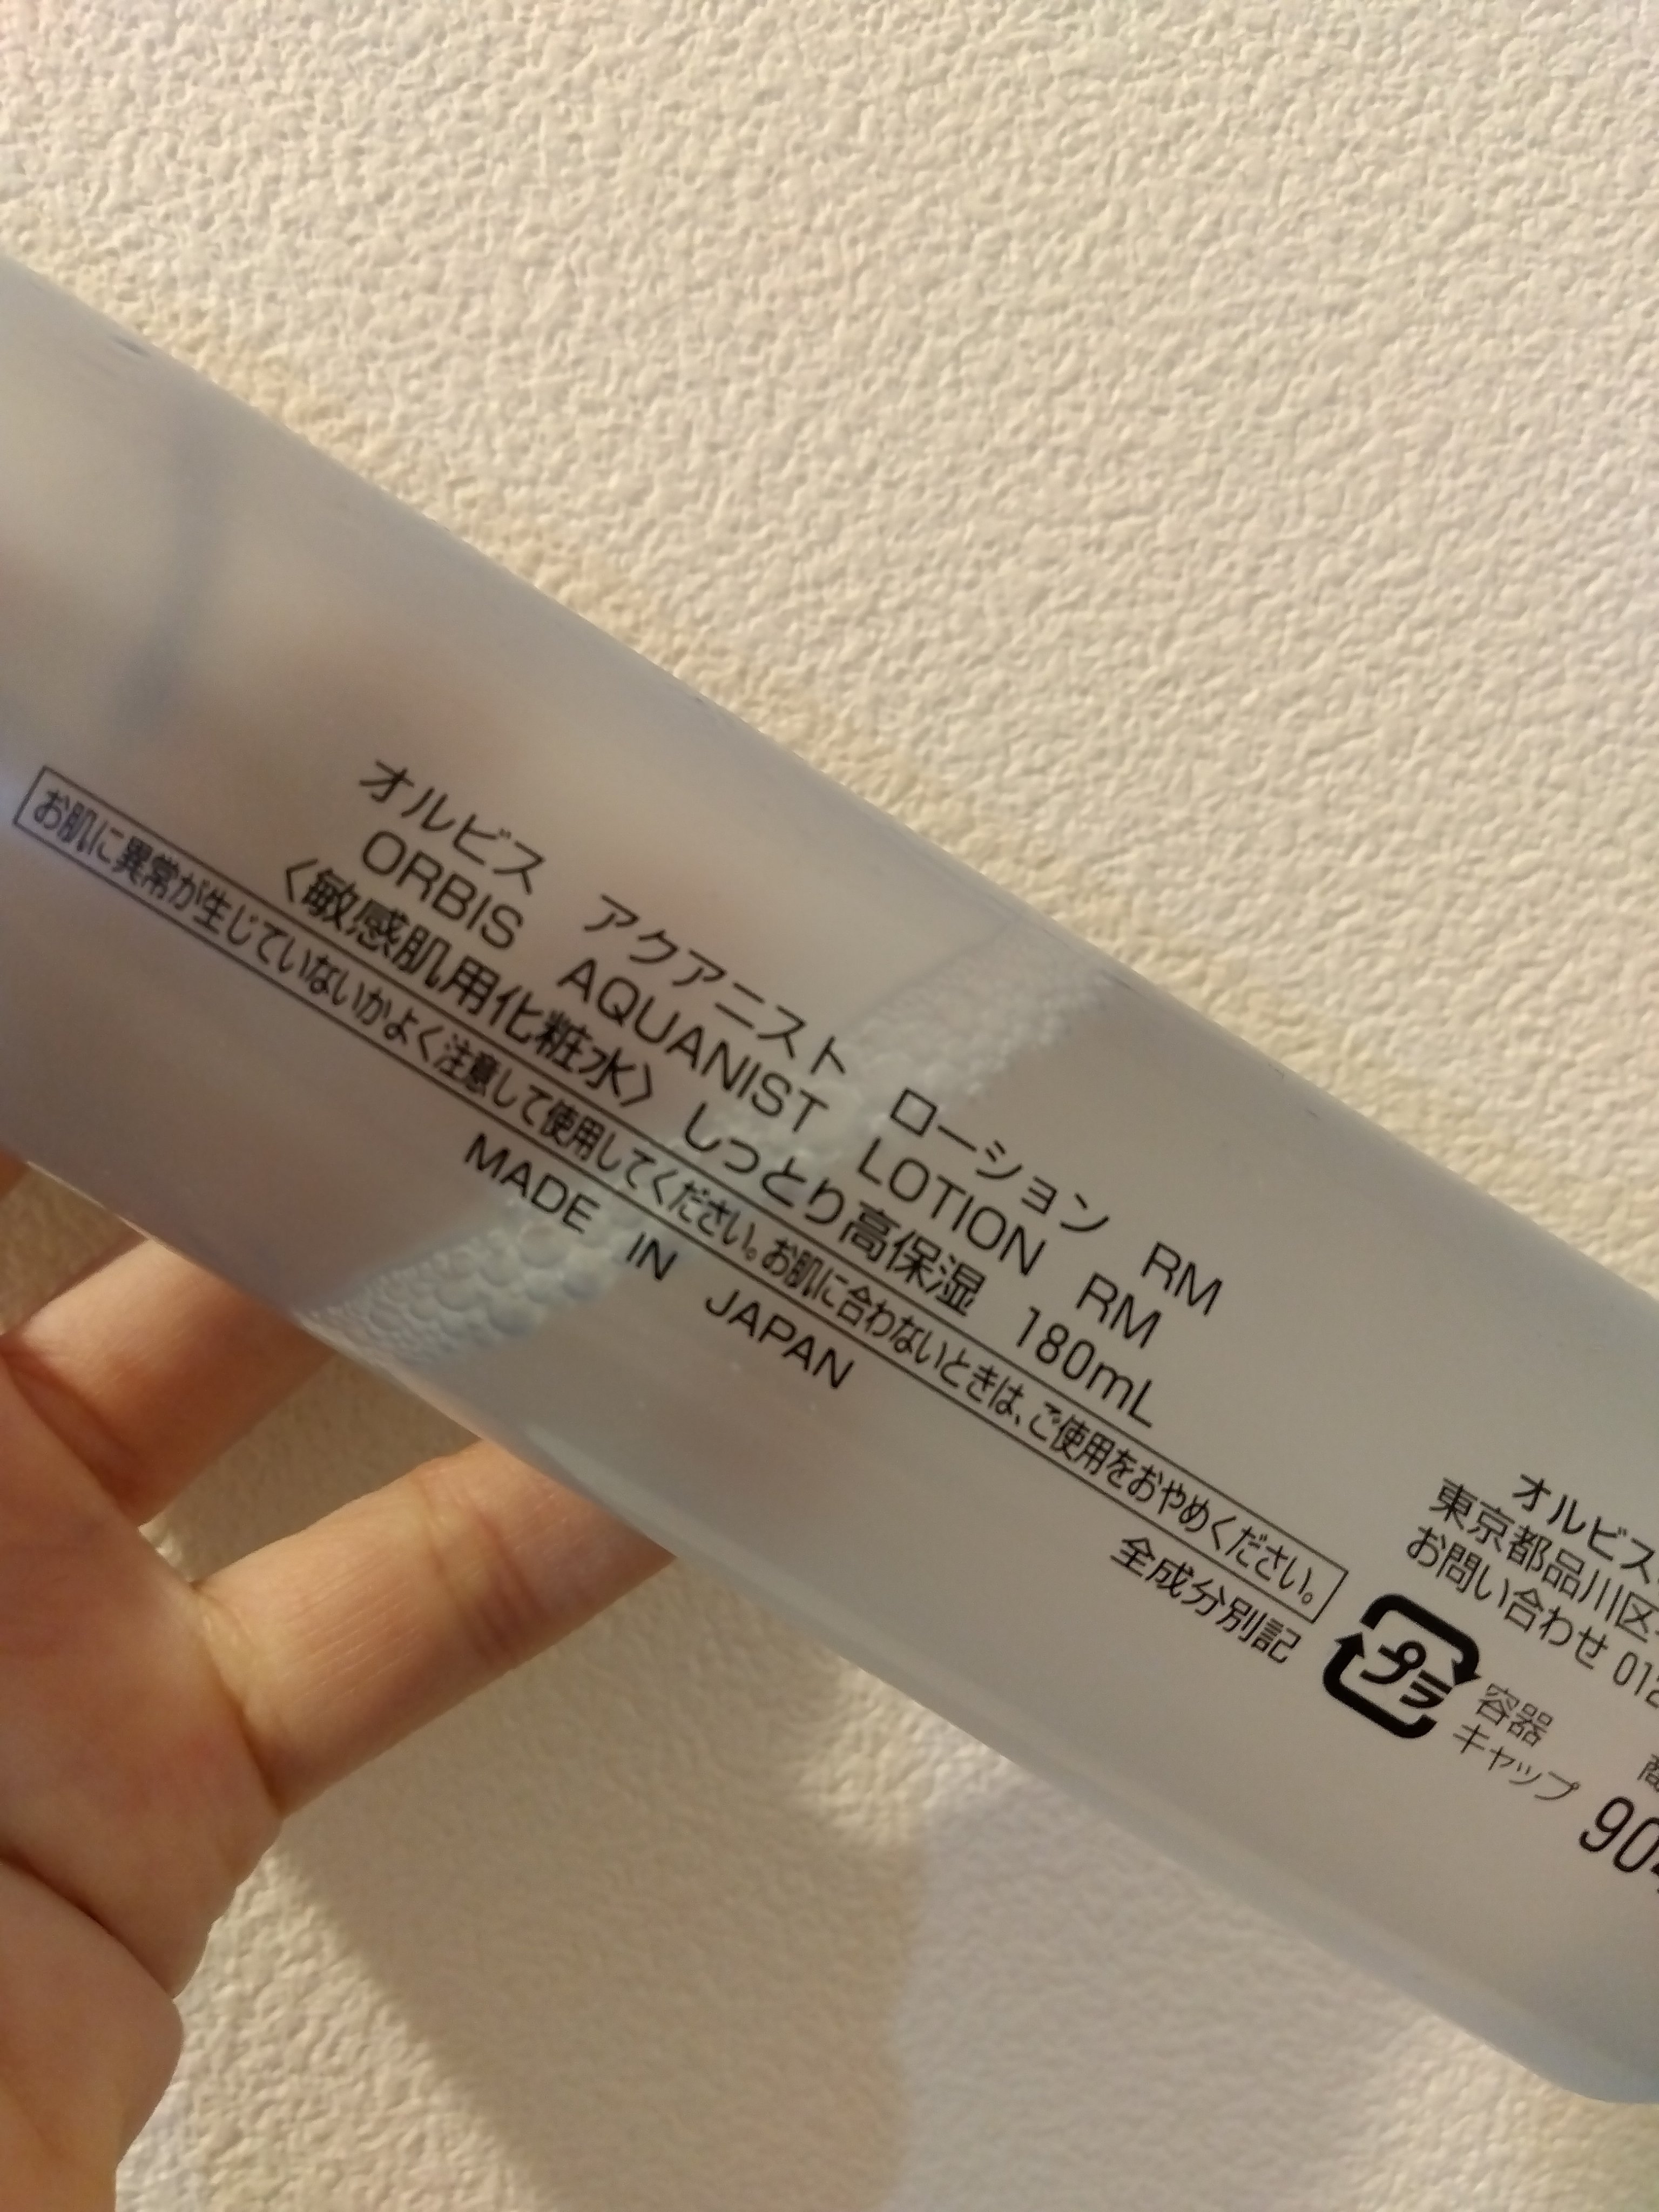 オルビス アクアニスト ローション RM
ORBIS AQUANIST LOTION RM
〈敏感肌用化粧水〉 しっとり高保湿 180mL
お肌に異常が生じていないかよく注意して使用してください。お肌に合わないときは、ご使用をおやめください。
MADE IN JAPAN
全成分別記
オルビス
東京都品川区
お問い合わせ 012
プラ
容器
キャップ
商
904